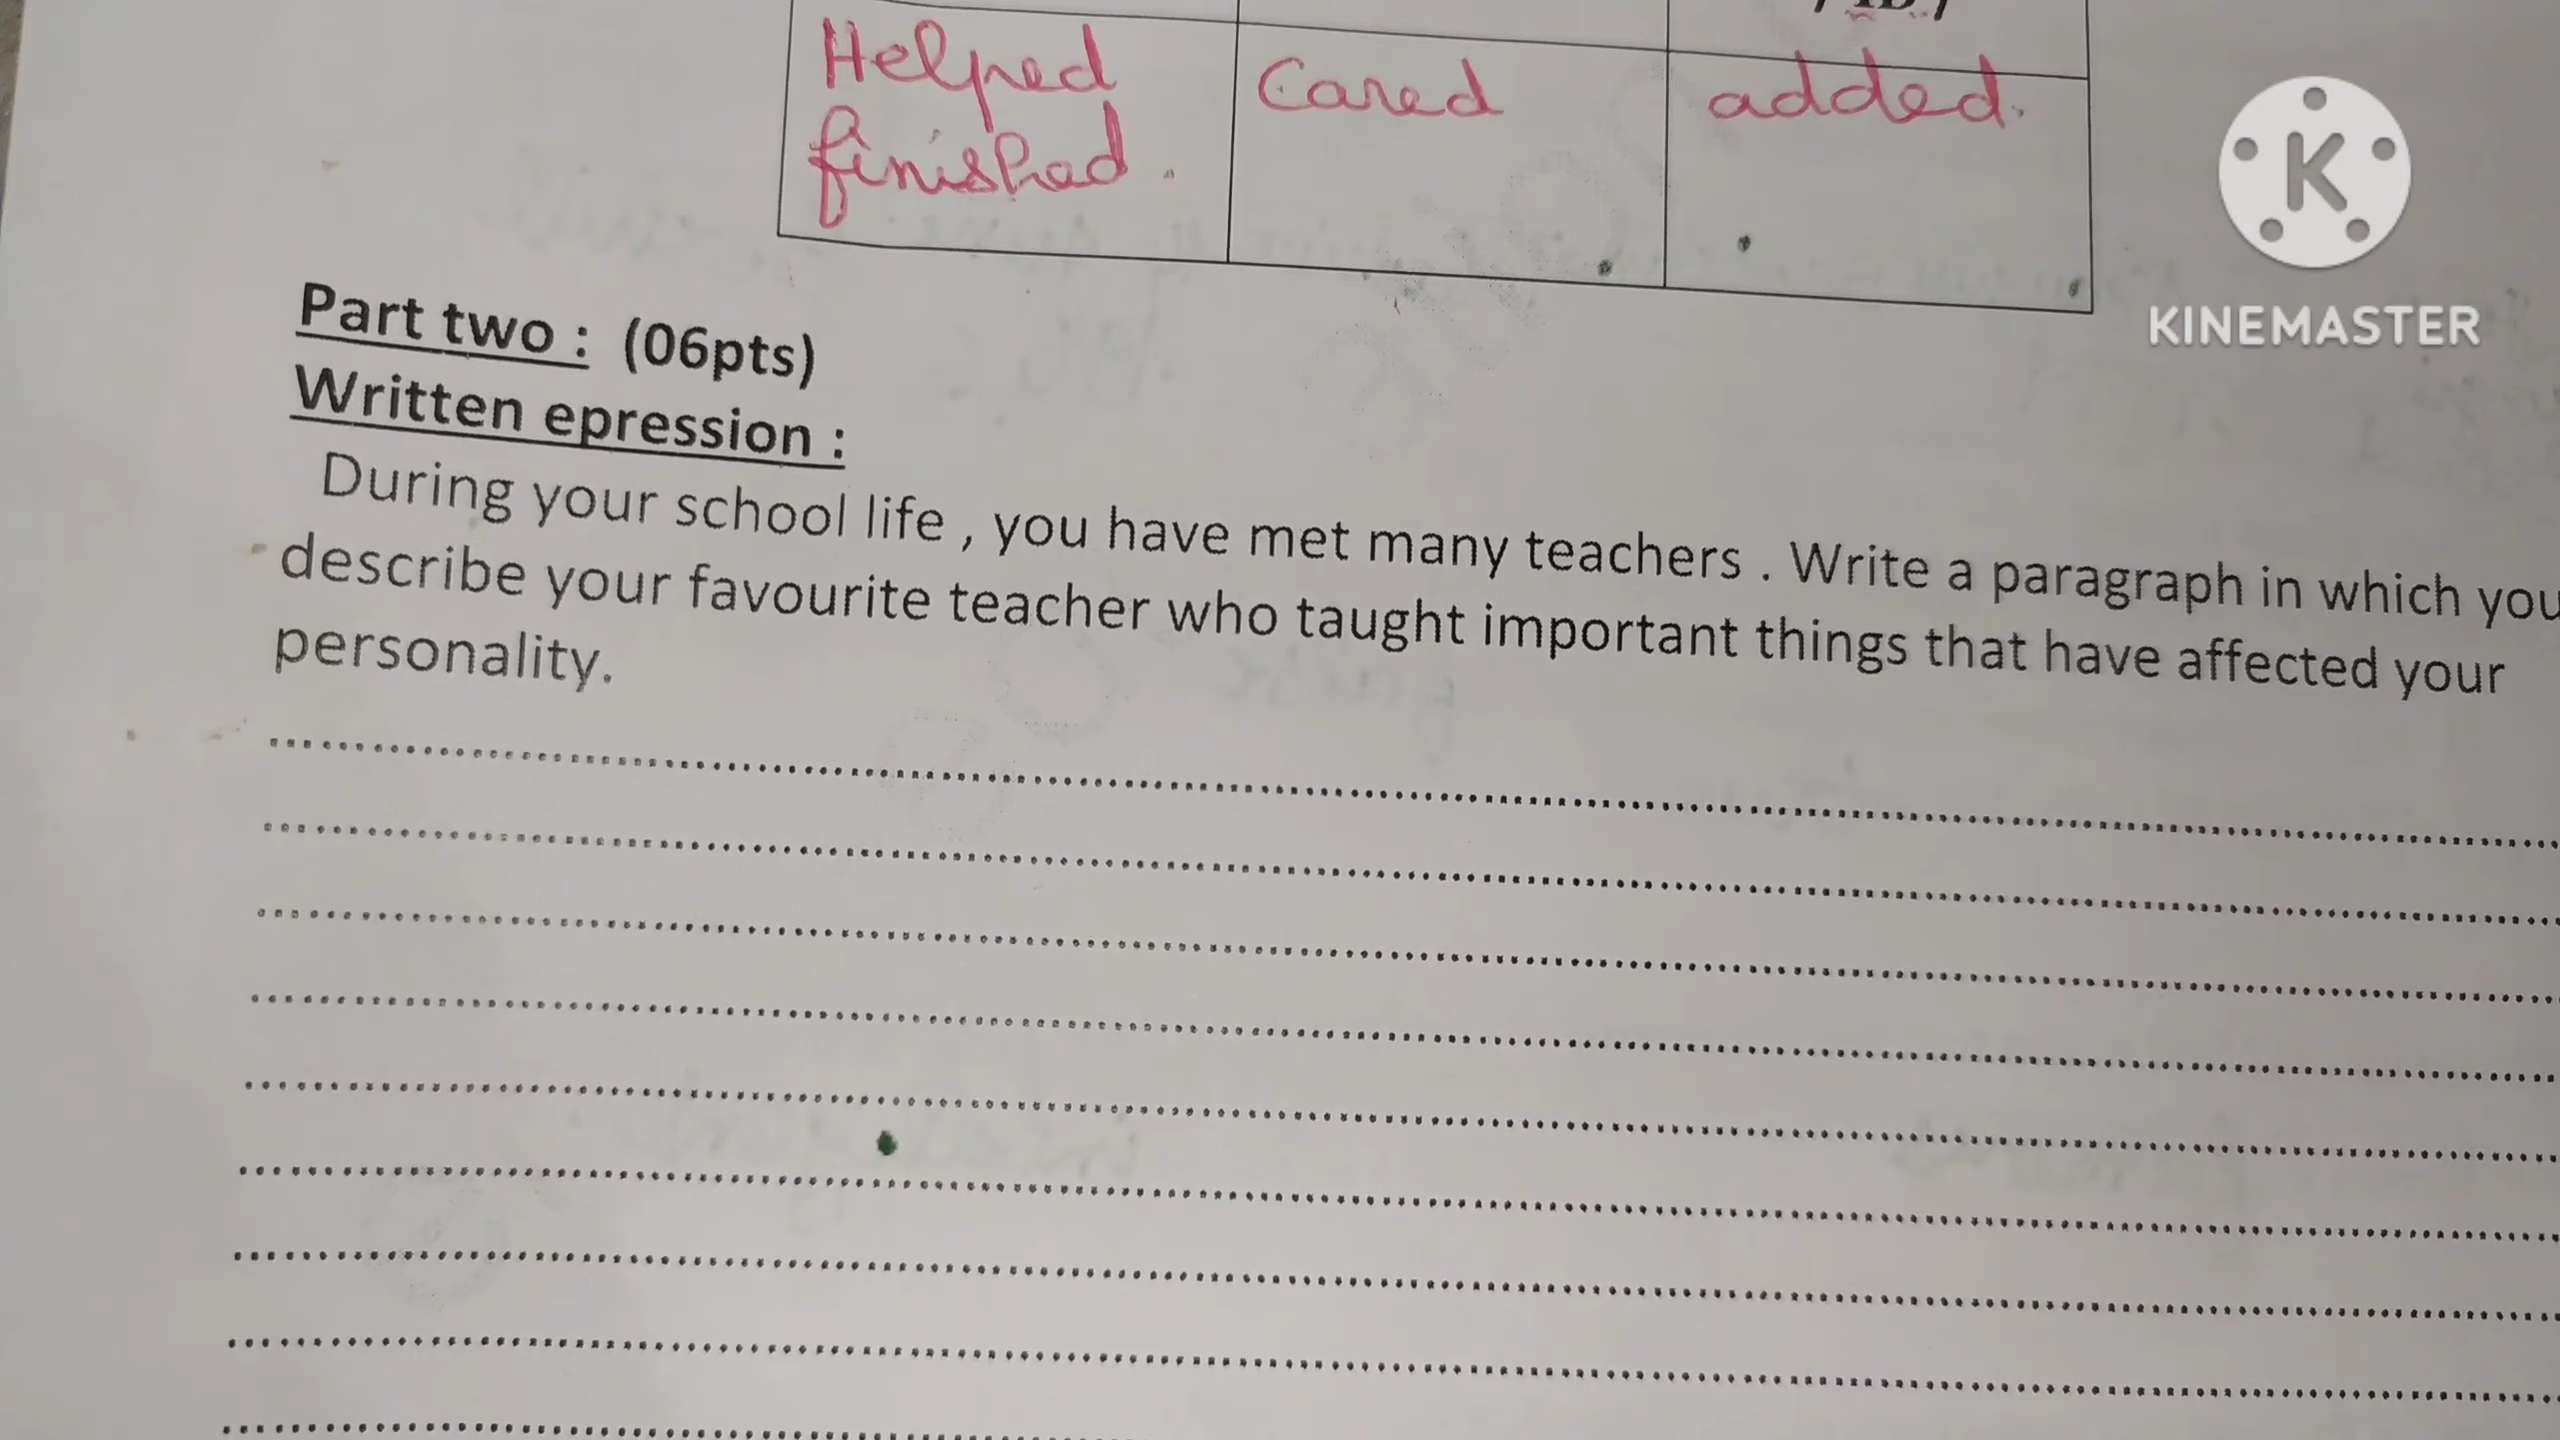 / ɪD /
Helped Cared added.
finished.
K
KINEMASTER
Part two : (06pts)
Written epression :
During your school life , you have met many teachers . Write a paragraph in which you
describe your favourite teacher who taught important things that have affected your
personality.